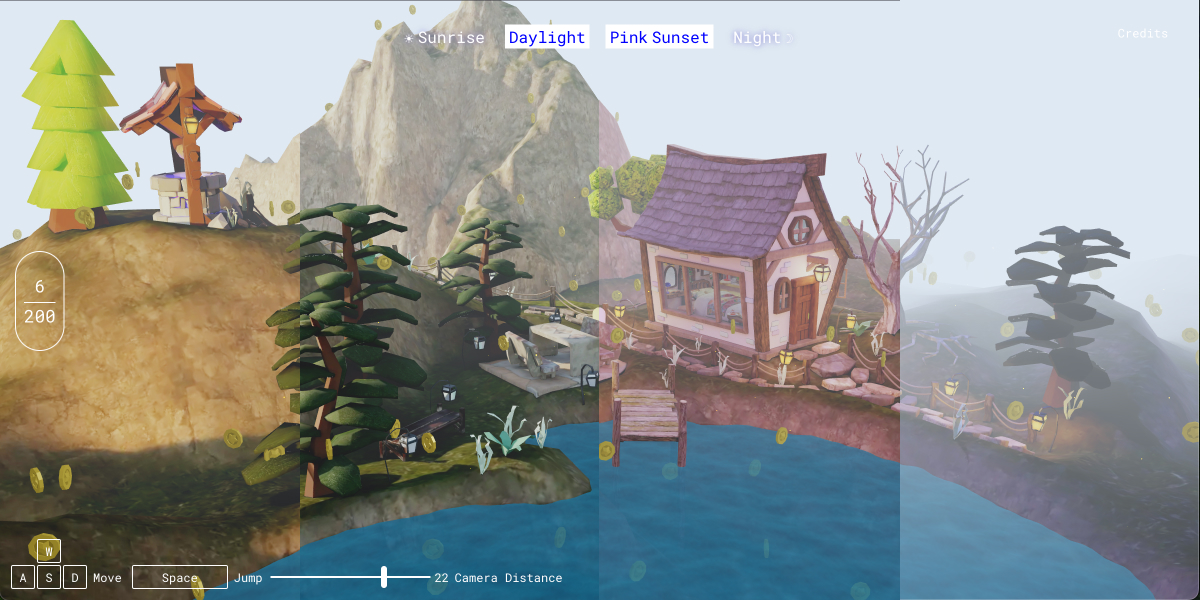 Sunrise Daylight Pink Sunset Night
Credits
6
200
W
A S D Move Space Jump 22 Camera Distance